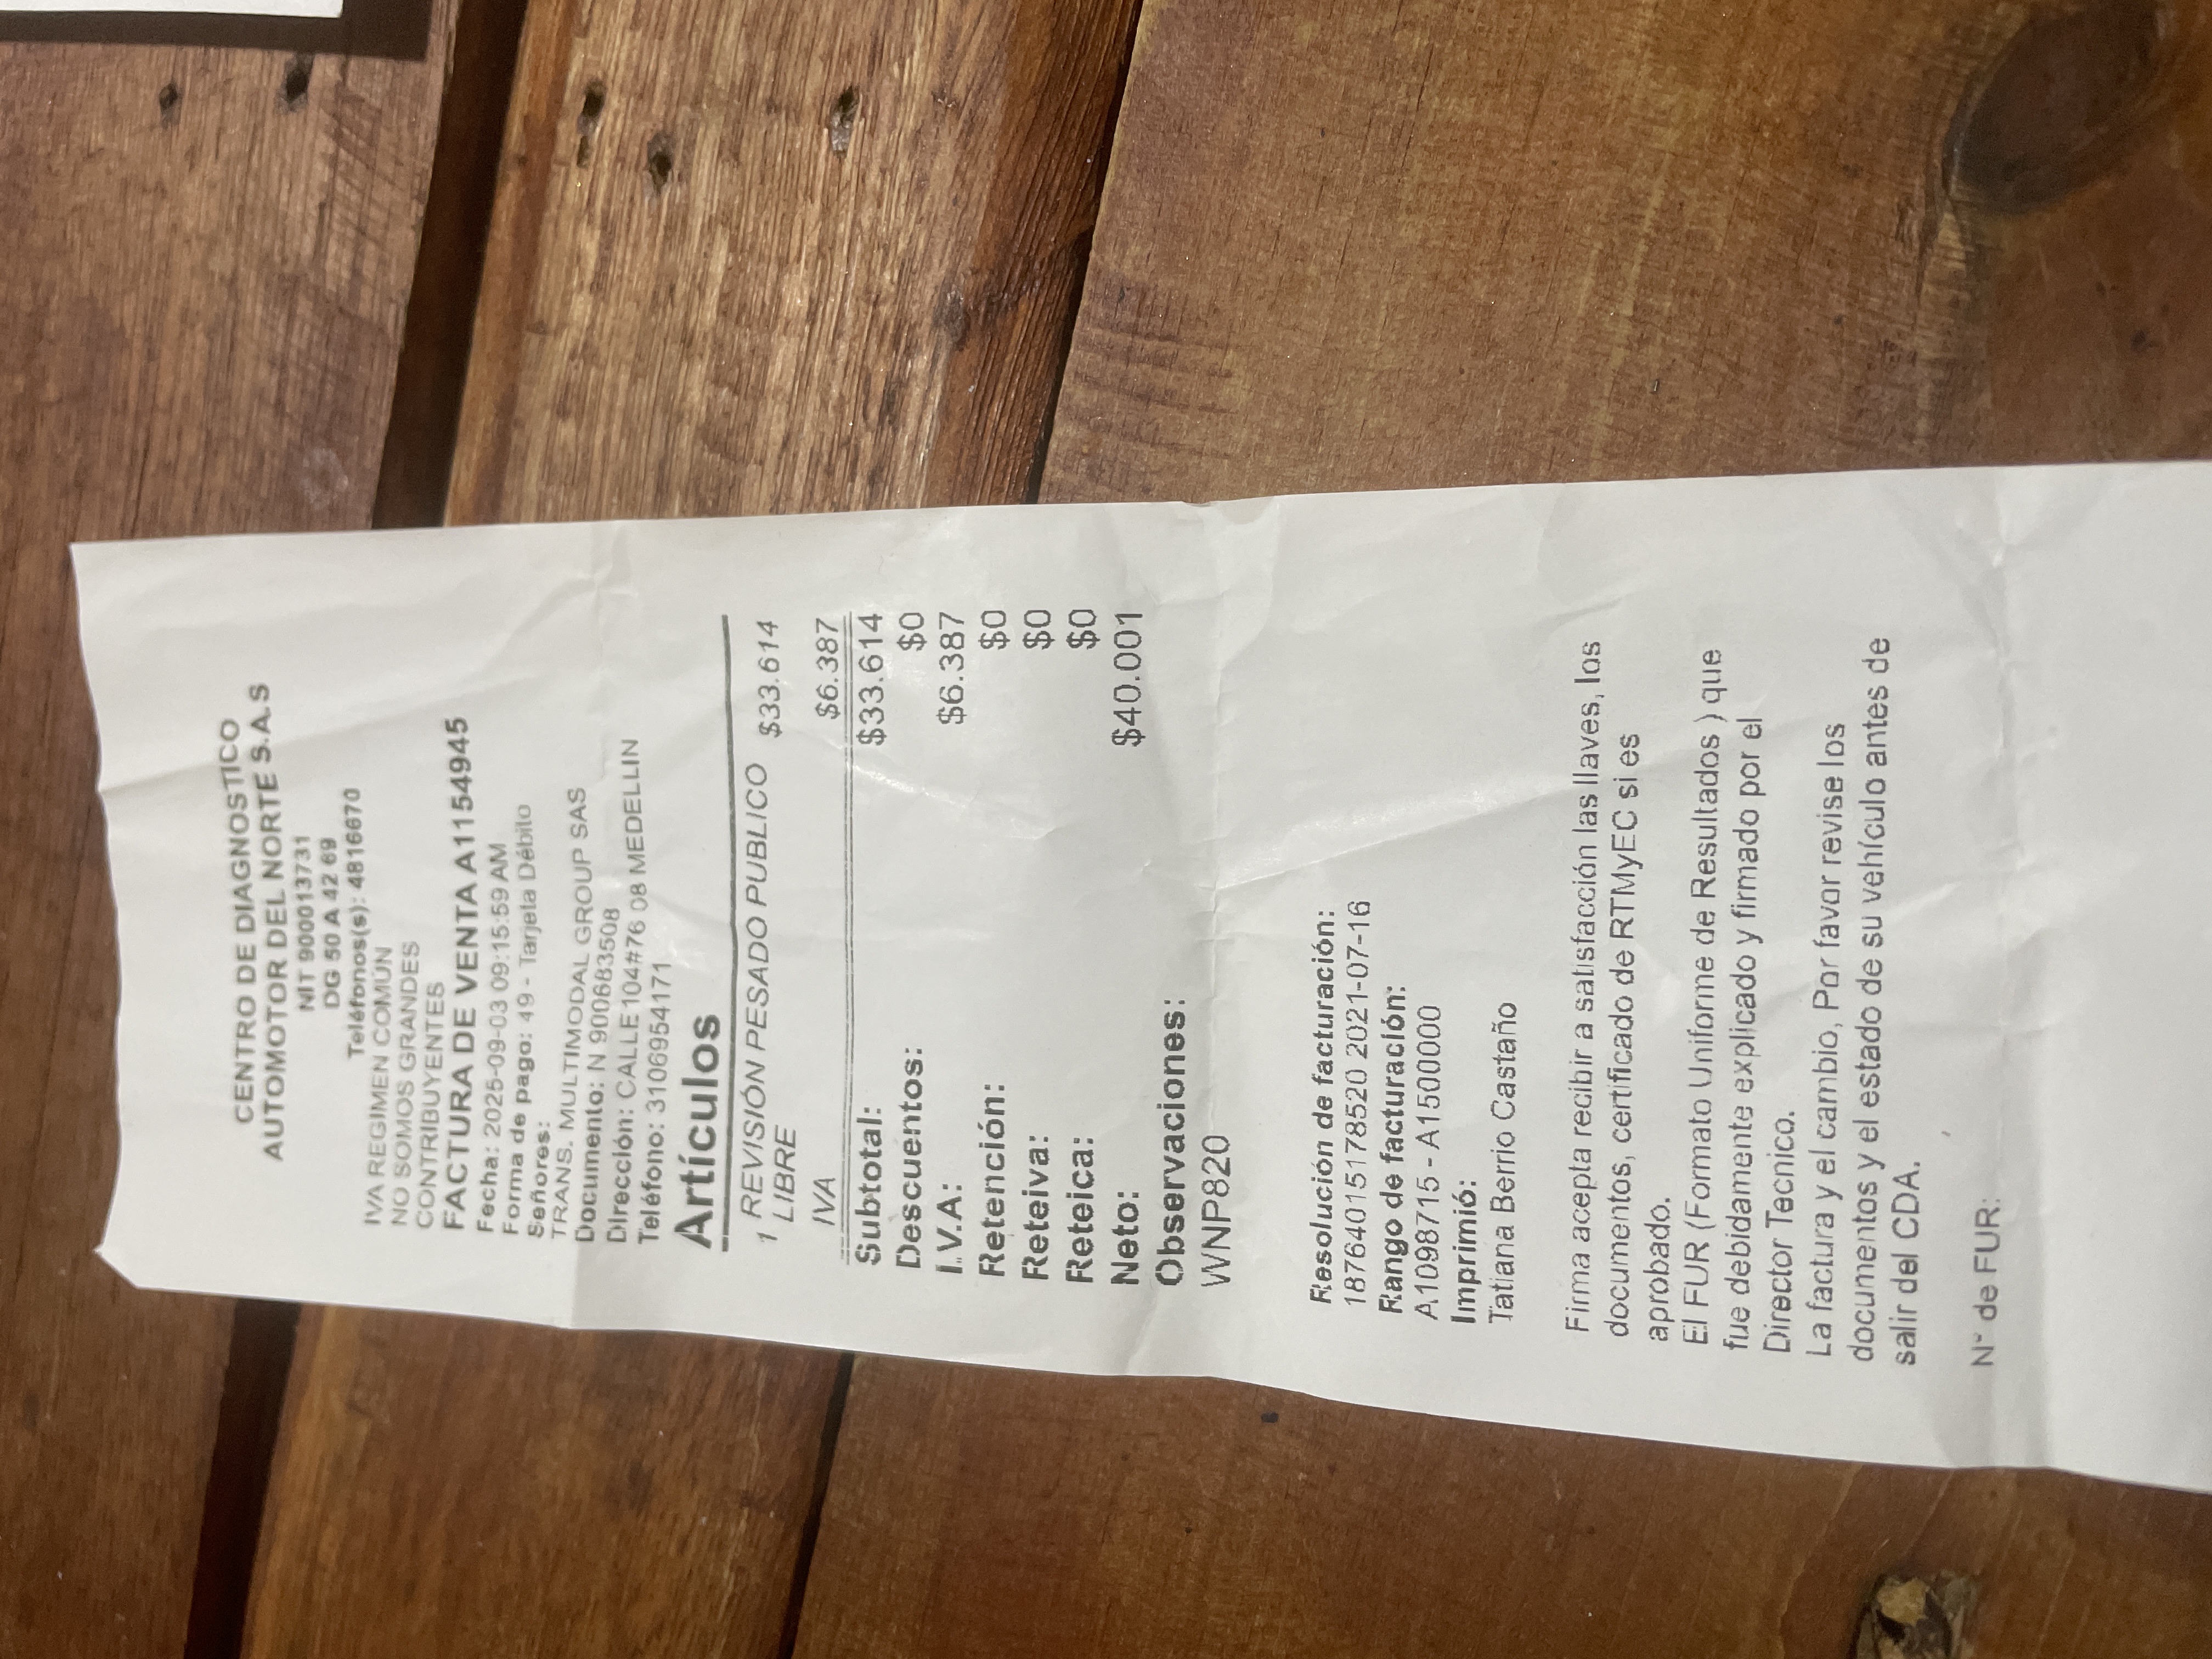 CENTRO DE DIAGNOSTICO
AUTOMOTOR DEL NORTE S.A.S
NIT 900013731
DG 50 A 42 69
Teléfonos(s): 4816670
IVA REGIMEN COMÚN
NO SOMOS GRANDES
CONTRIBUYENTES
FACTURA DE VENTA A1154945
Fecha: 2025-09-03 09:15:59 AM
Forma de pago: 49 - Tarjeta Débito
Señores:
TRANS. MULTIMODAL GROUP SAS
Documento: N 900683508
Dirección: CALLE 104#76 08 MEDELLIN
Teléfono: 3106954171
Artículos
1 REVISIÓN PESADO PUBLICO $33.614
LIBRE
IVA $6.387
Subtotal: $33.614
Descuentos: $0
I.V.A: $6.387
Retención: $0
Reteiva: $0
Reteica: $0
Neto: $40.001
Observaciones:
WNP820
Resolución de facturación:
18764015178520 2021-07-16
Rango de facturación:
A1098715 - A1500000
Imprimió:
Tatiana Berrio Castaño
Firma acepta recibir a satisfacción las llaves, los
documentos, certificado de RTMyEC si es
aprobado.
El FUR (Formato Uniforme de Resultados ) que
fue debidamente explicado y firmado por el
Director Tecnico.
La factura y el cambio, Por favor revise los
documentos y el estado de su vehículo antes de
salir del CDA.
N° de FUR: